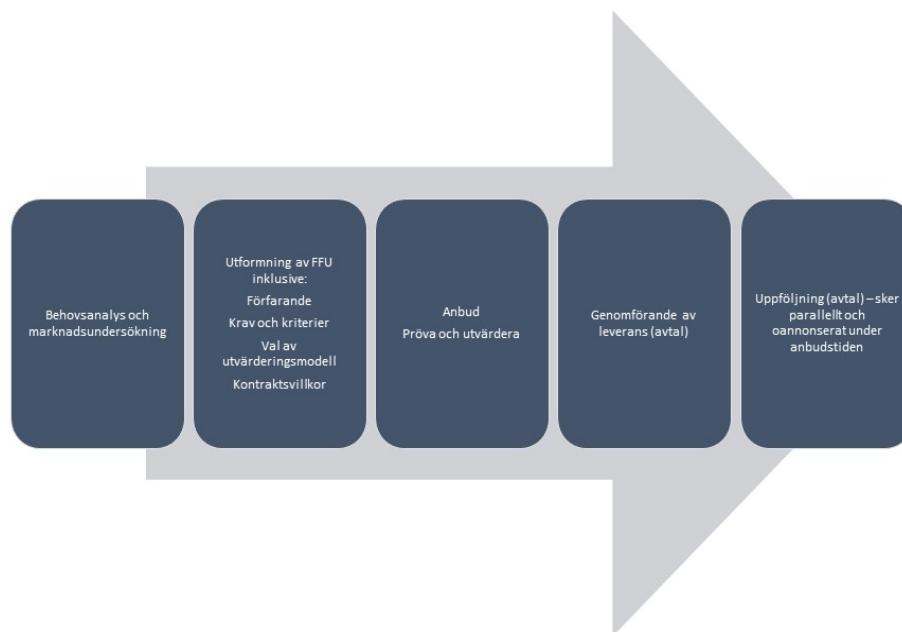 Behovsanalys och
marknadsundersökning
Utformning av FFU
inklusive:
Förfarande
Krav och kriterier
Val av
utvärderingsmodell
Kontraktsvillkor
Anbud
Pröva och utvärdera
Genomförande av
leverans (avtal)
Uppföljning (avtal) – sker
parallellt och
oannonserat under
anbudstiden